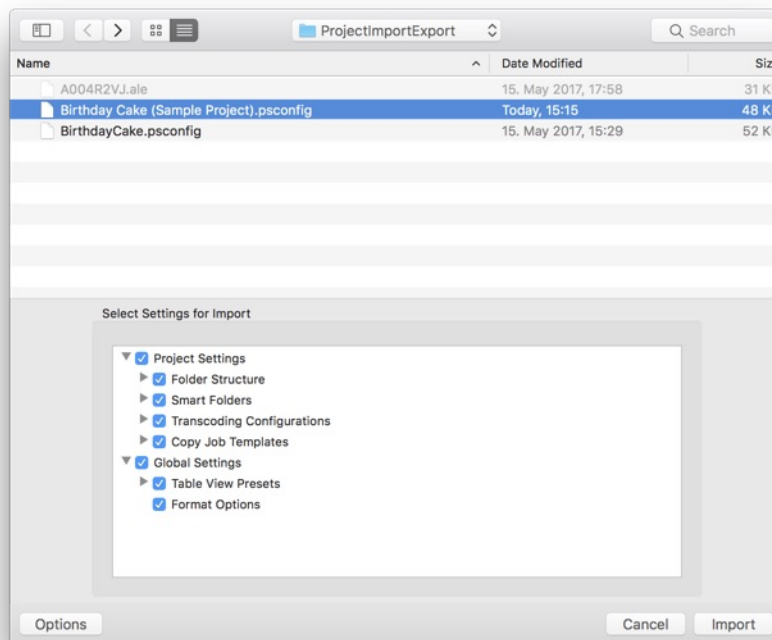 ProjectImportExport
Search
Name Date Modified Siz
A004R2VJ.ale 15. May 2017, 17:58 31 K
Birthday Cake (Sample Project).psconfig Today, 15:15 48 K
BirthdayCake.psconfig 15. May 2017, 15:29 52 K
Select Settings for Import
Project Settings
Folder Structure
Smart Folders
Transcoding Configurations
Copy Job Templates
Global Settings
Table View Presets
Format Options
Options Cancel Import